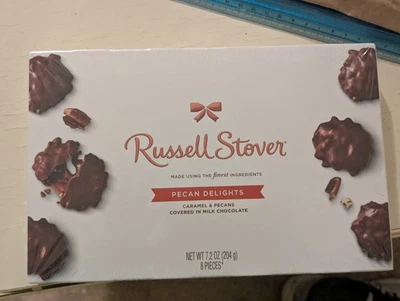 Russell Stover
MADE USING THE finest INGREDIENTS
PECAN DELIGHTS
CARAMEL & PECANS
COVERED IN MILK CHOCOLATE
NET WT 7.2 OZ (204 g)
8 PIECES*